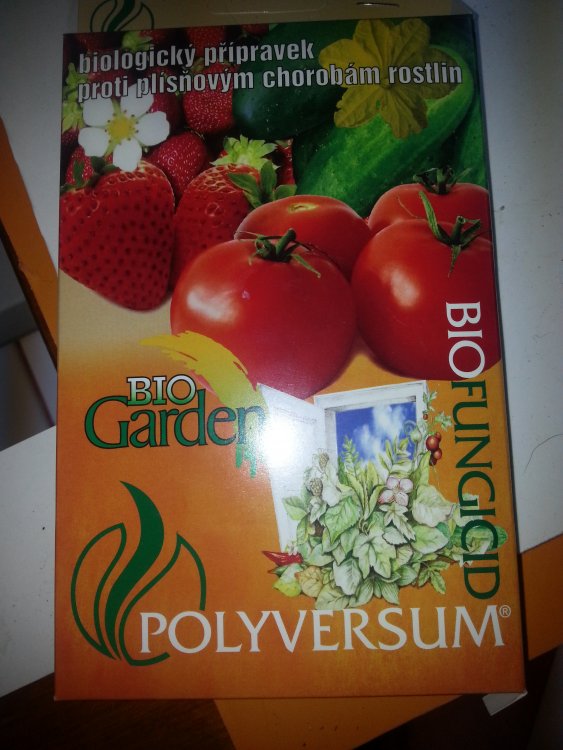 biologický přípravek
proti plísňovým chorobám rostlin
BIO
Garden
BIOFUNGICID
POLYVERSUM®